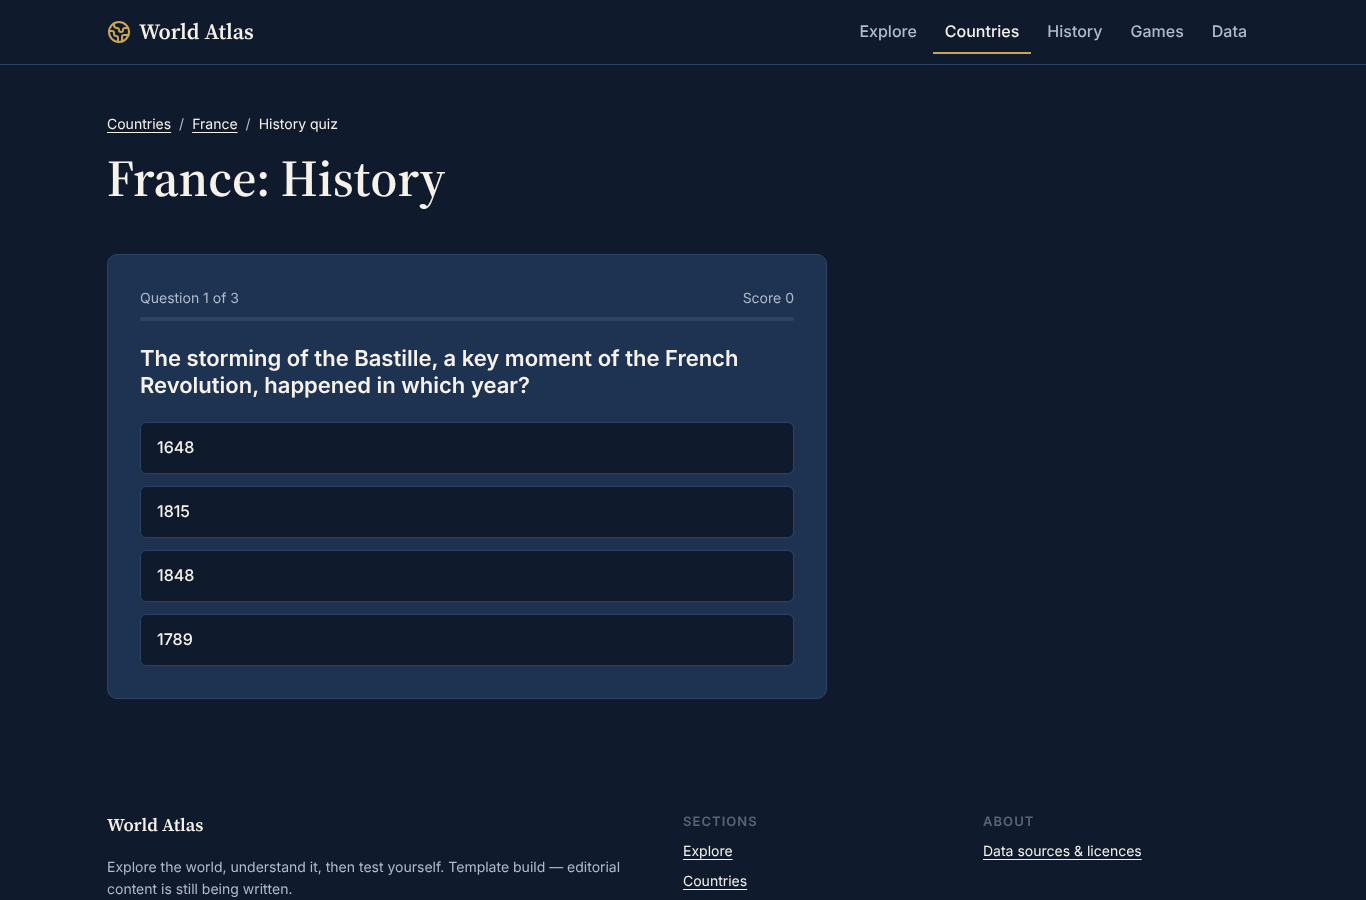 World Atlas
Explore
Countries
History
Games
Data
Countries / France / History quiz
France: History
Question 1 of 3
Score 0
The storming of the Bastille, a key moment of the French
Revolution, happened in which year?
1648
1815
1848
1789
World Atlas
Explore the world, understand it, then test yourself. Template build — editorial
content is still being written.
SECTIONS
Explore
Countries
ABOUT
Data sources & licences